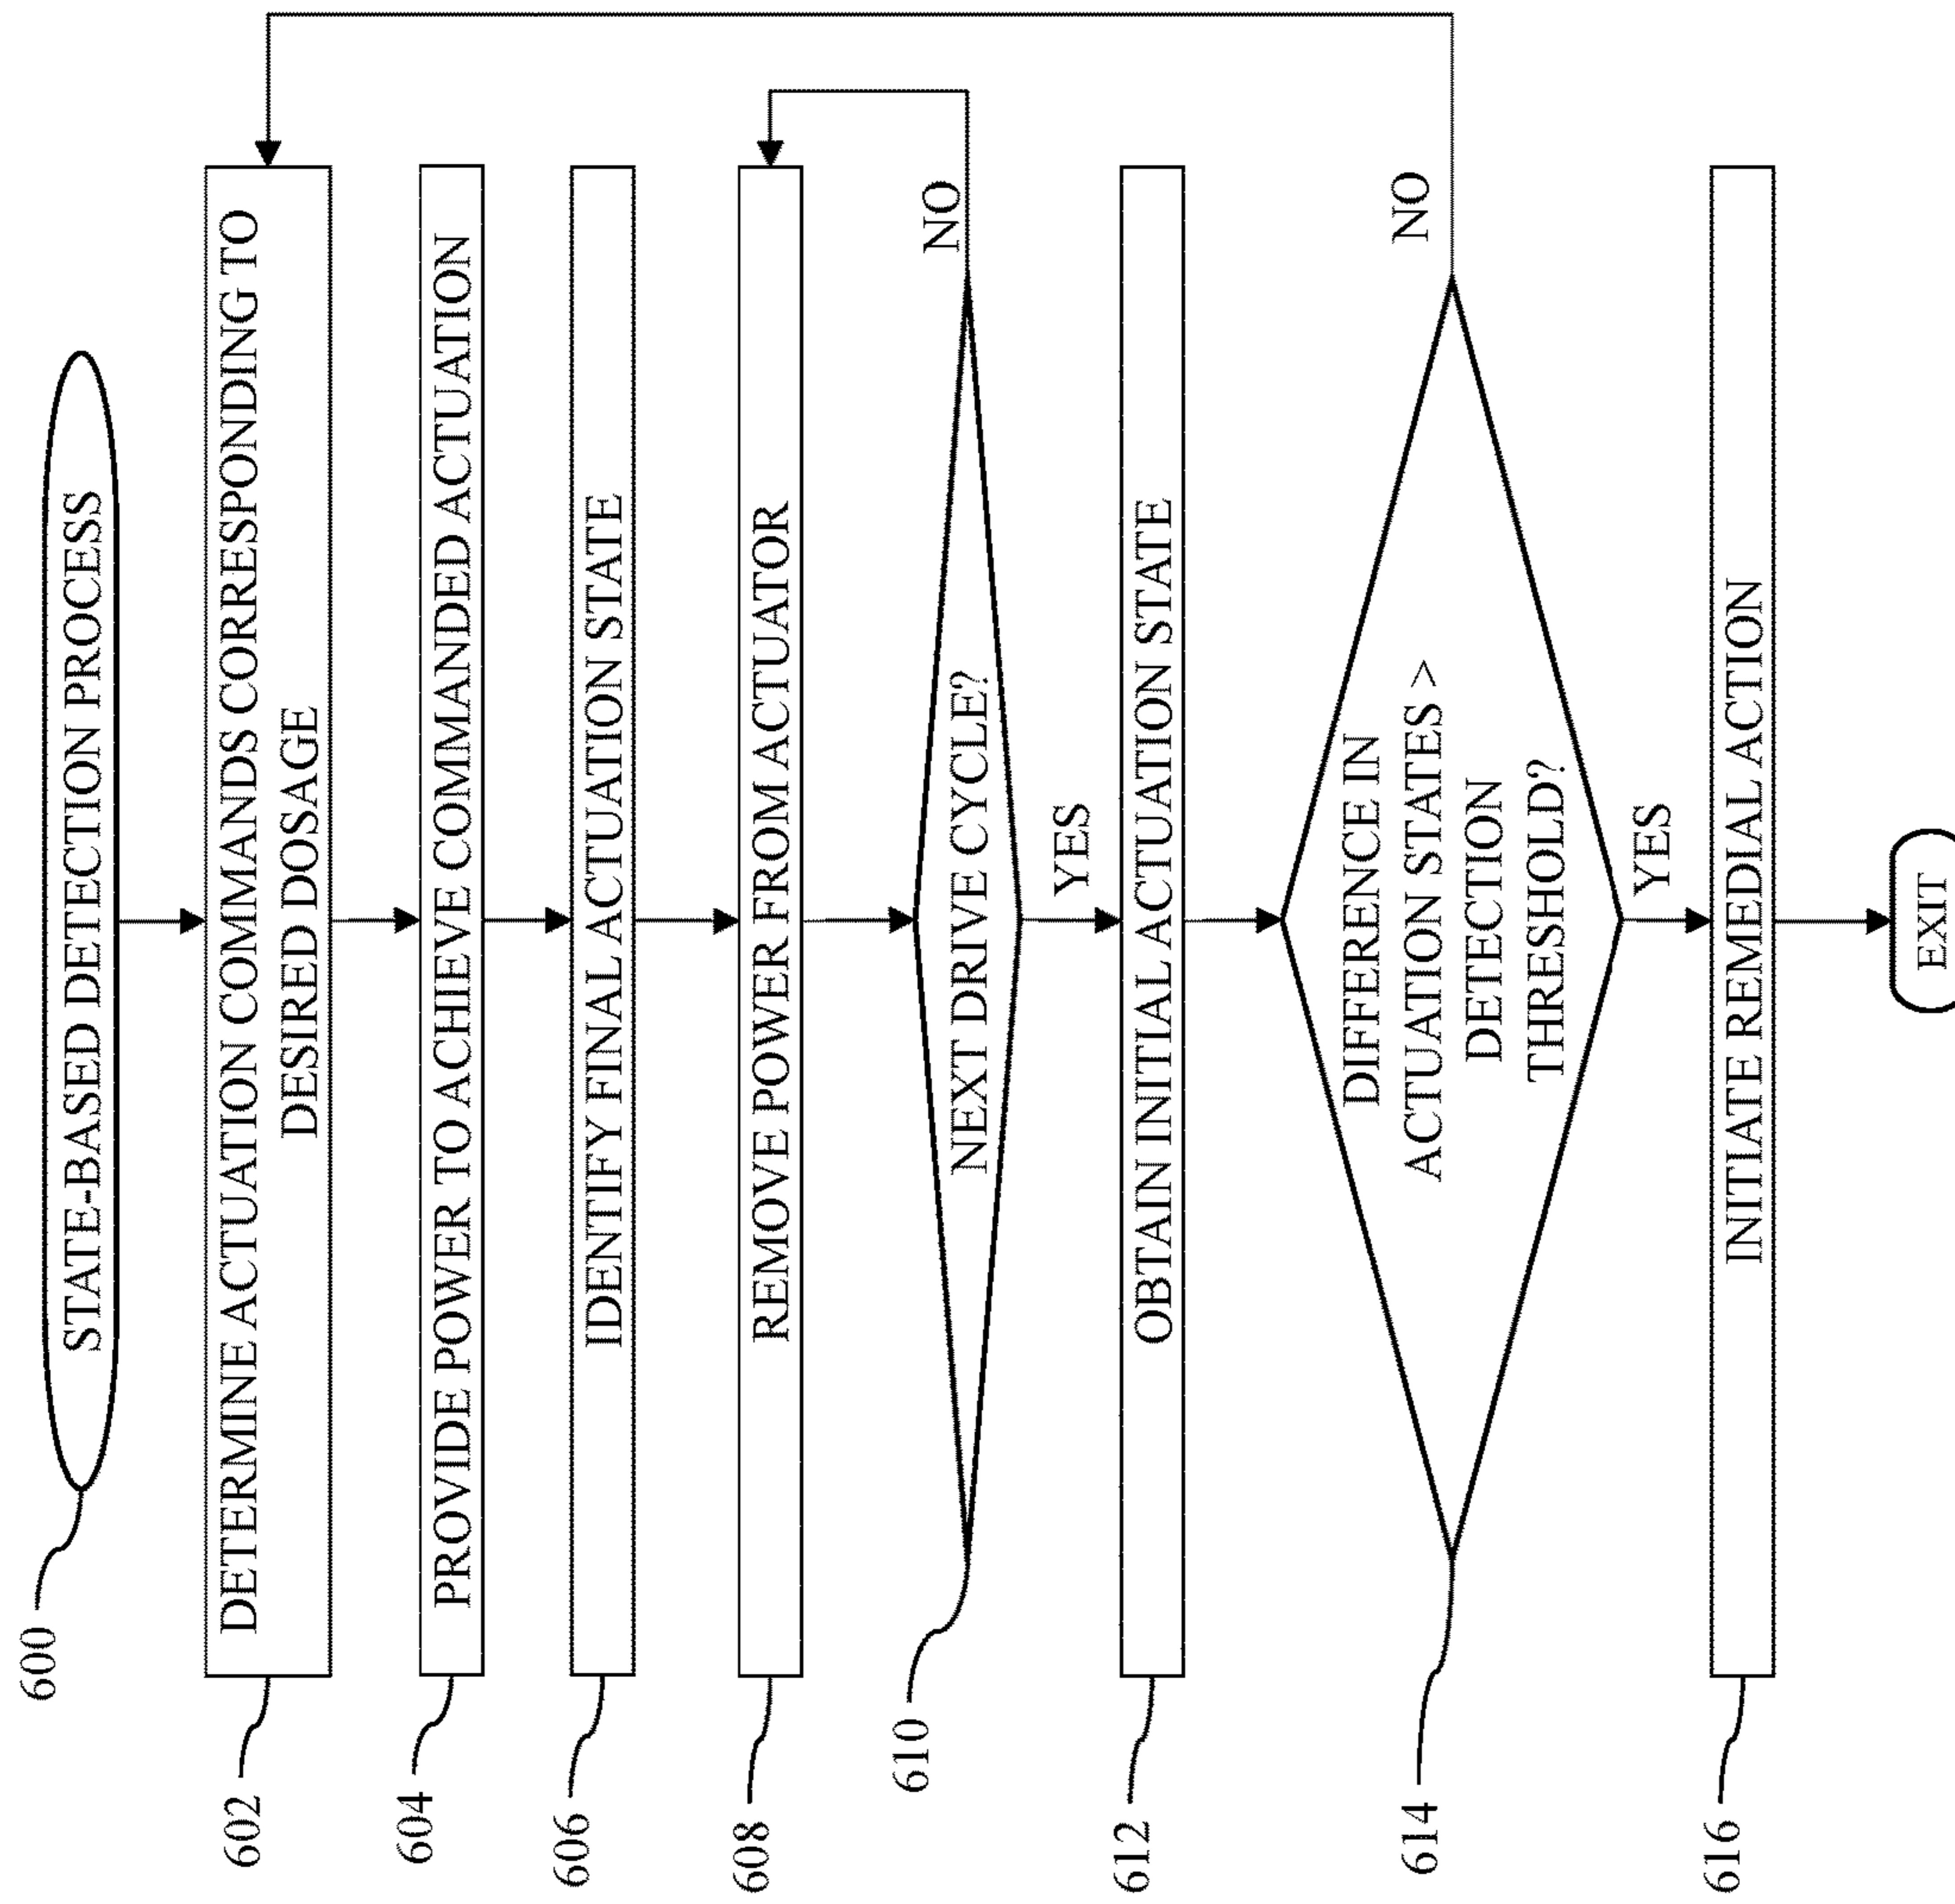 600
STATE-BASED DETECTION PROCESS
602
DETERMINE ACTUATION COMMANDS CORRESPONDING TO
DESIRED DOSAGE
604
PROVIDE POWER TO ACHIEVE COMMANDED ACTUATION
606
IDENTIFY FINAL ACTUATION STATE
608
REMOVE POWER FROM ACTUATOR
610
NEXT DRIVE CYCLE?
NO
YES
612
OBTAIN INITIAL ACTUATION STATE
614
DIFFERENCE IN
ACTUATION STATES >
DETECTION
THRESHOLD?
NO
YES
616
INITIATE REMEDIAL ACTION
EXIT